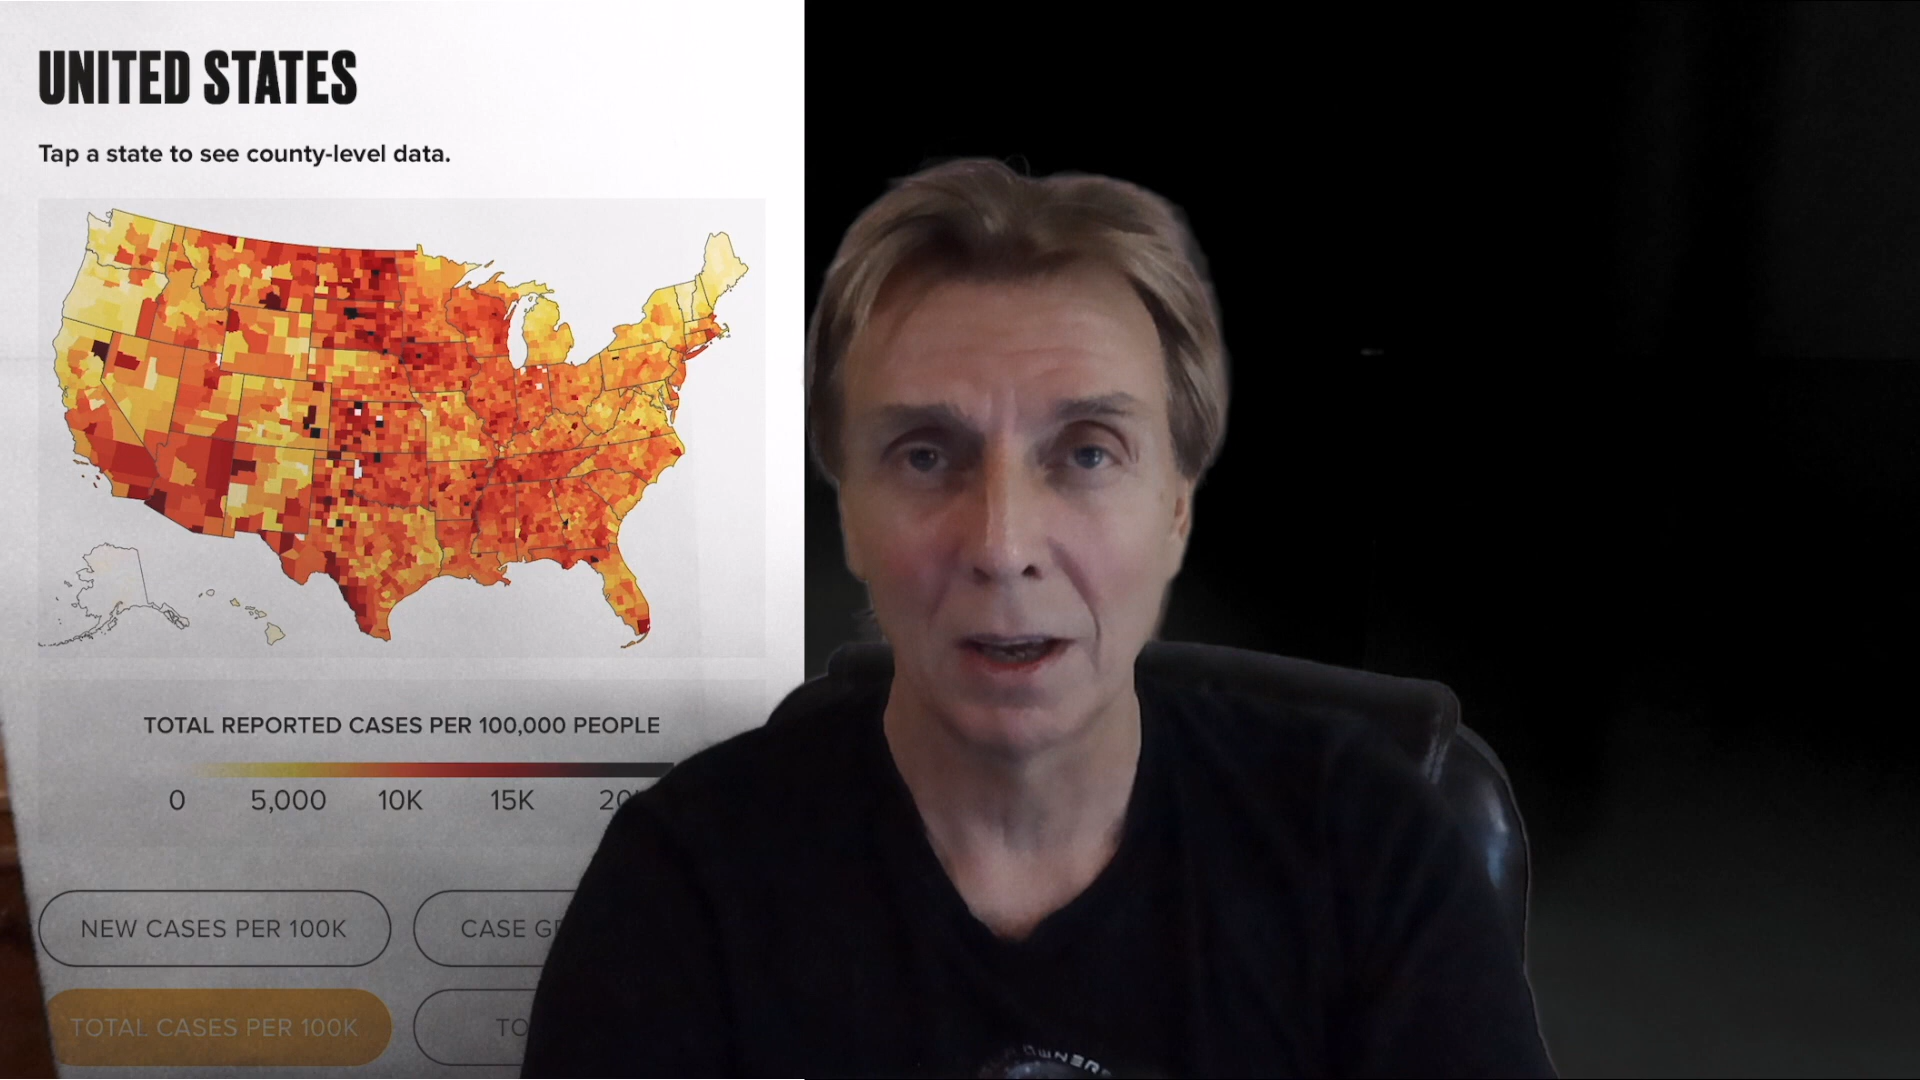 UNITED STATES
Tap a state to see county-level data.
TOTAL REPORTED CASES PER 100,000 PEOPLE
0 5,000 10K 15K
NEW CASES PER 100K
CASE
TOTAL CASES PER 100K